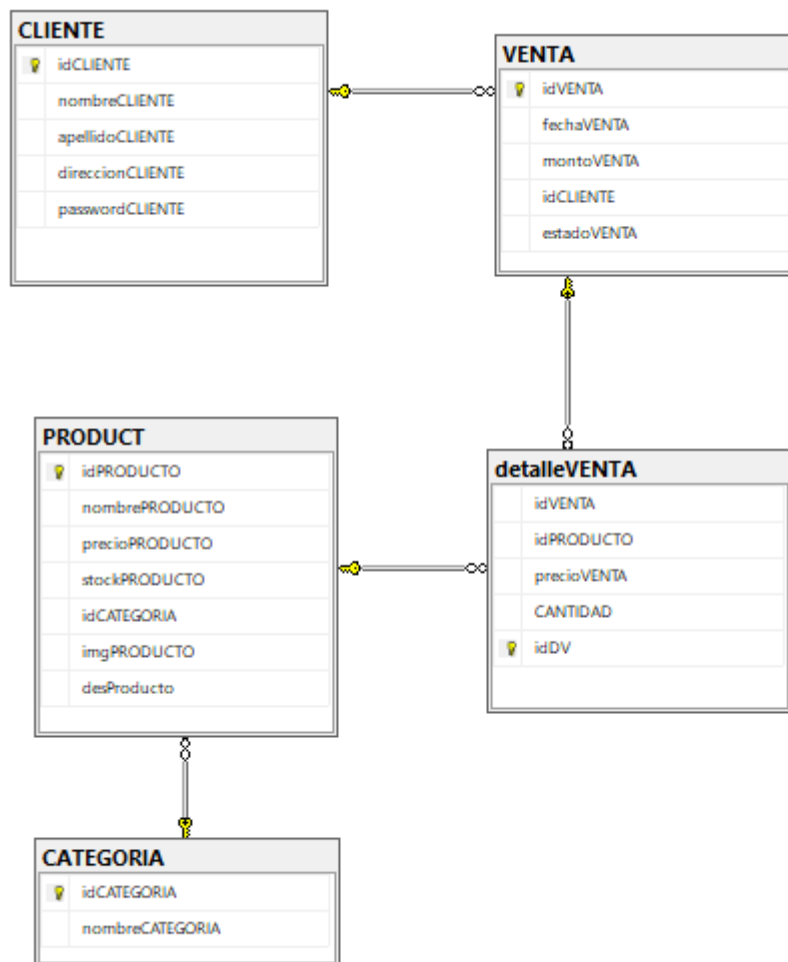 CLIENTE
idCLIENTE
nombreCLIENTE
apellidoCLIENTE
direccionCLIENTE
passwordCLIENTE
VENTA
idVENTA
fechaVENTA
montoVENTA
idCLIENTE
estadoVENTA
PRODUCT
idPRODUCTO
nombrePRODUCTO
precioPRODUCTO
stockPRODUCTO
idCATEGORIA
imgPRODUCTO
desProducto
detalleVENTA
idVENTA
idPRODUCTO
precioVENTA
CANTIDAD
idDV
CATEGORIA
idCATEGORIA
nombreCATEGORIA